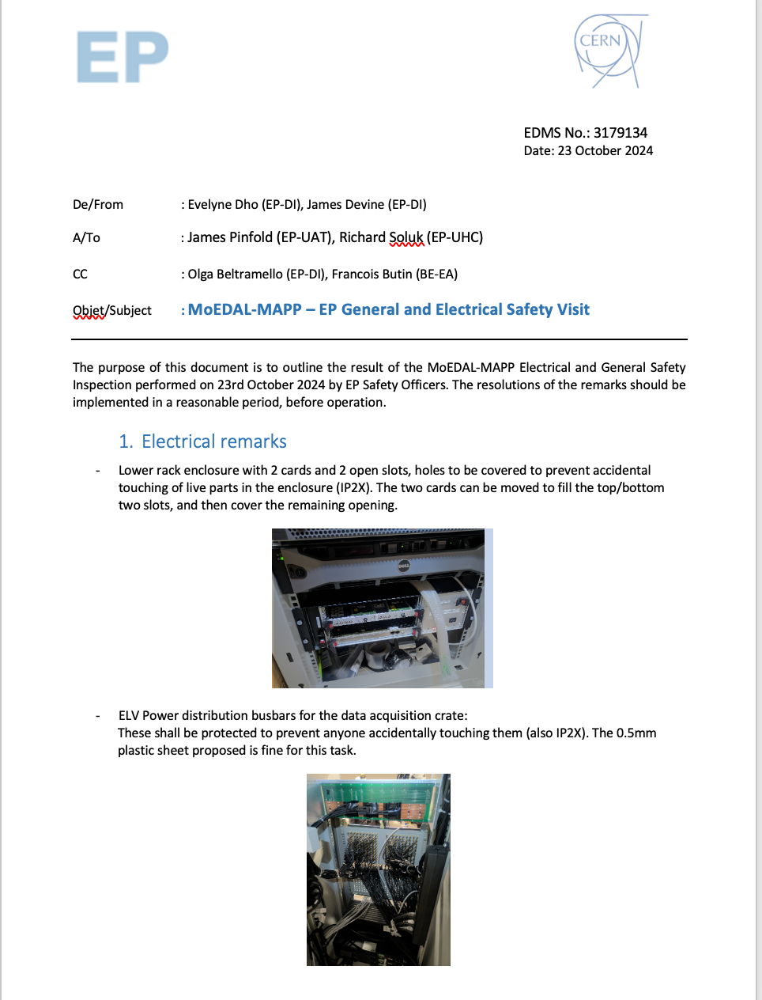 EP
CERN
EDMS No.: 3179134
Date: 23 October 2024
De/From : Evelyne Dho (EP-DI), James Devine (EP-DI)
A/To : James Pinfold (EP-UAT), Richard Soluk (EP-UHC)
CC : Olga Beltramello (EP-DI), Francois Butin (BE-EA)
Objet/Subject : MoEDAL-MAPP – EP General and Electrical Safety Visit
The purpose of this document is to outline the result of the MoEDAL-MAPP Electrical and General Safety
Inspection performed on 23rd October 2024 by EP Safety Officers. The resolutions of the remarks should be
implemented in a reasonable period, before operation.
1. Electrical remarks
- Lower rack enclosure with 2 cards and 2 open slots, holes to be covered to prevent accidental
touching of live parts in the enclosure (IP2X). The two cards can be moved to fill the top/bottom
two slots, and then cover the remaining opening.
DELL
- ELV Power distribution busbars for the data acquisition crate:
These shall be protected to prevent anyone accidentally touching them (also IP2X). The 0.5mm
plastic sheet proposed is fine for this task.